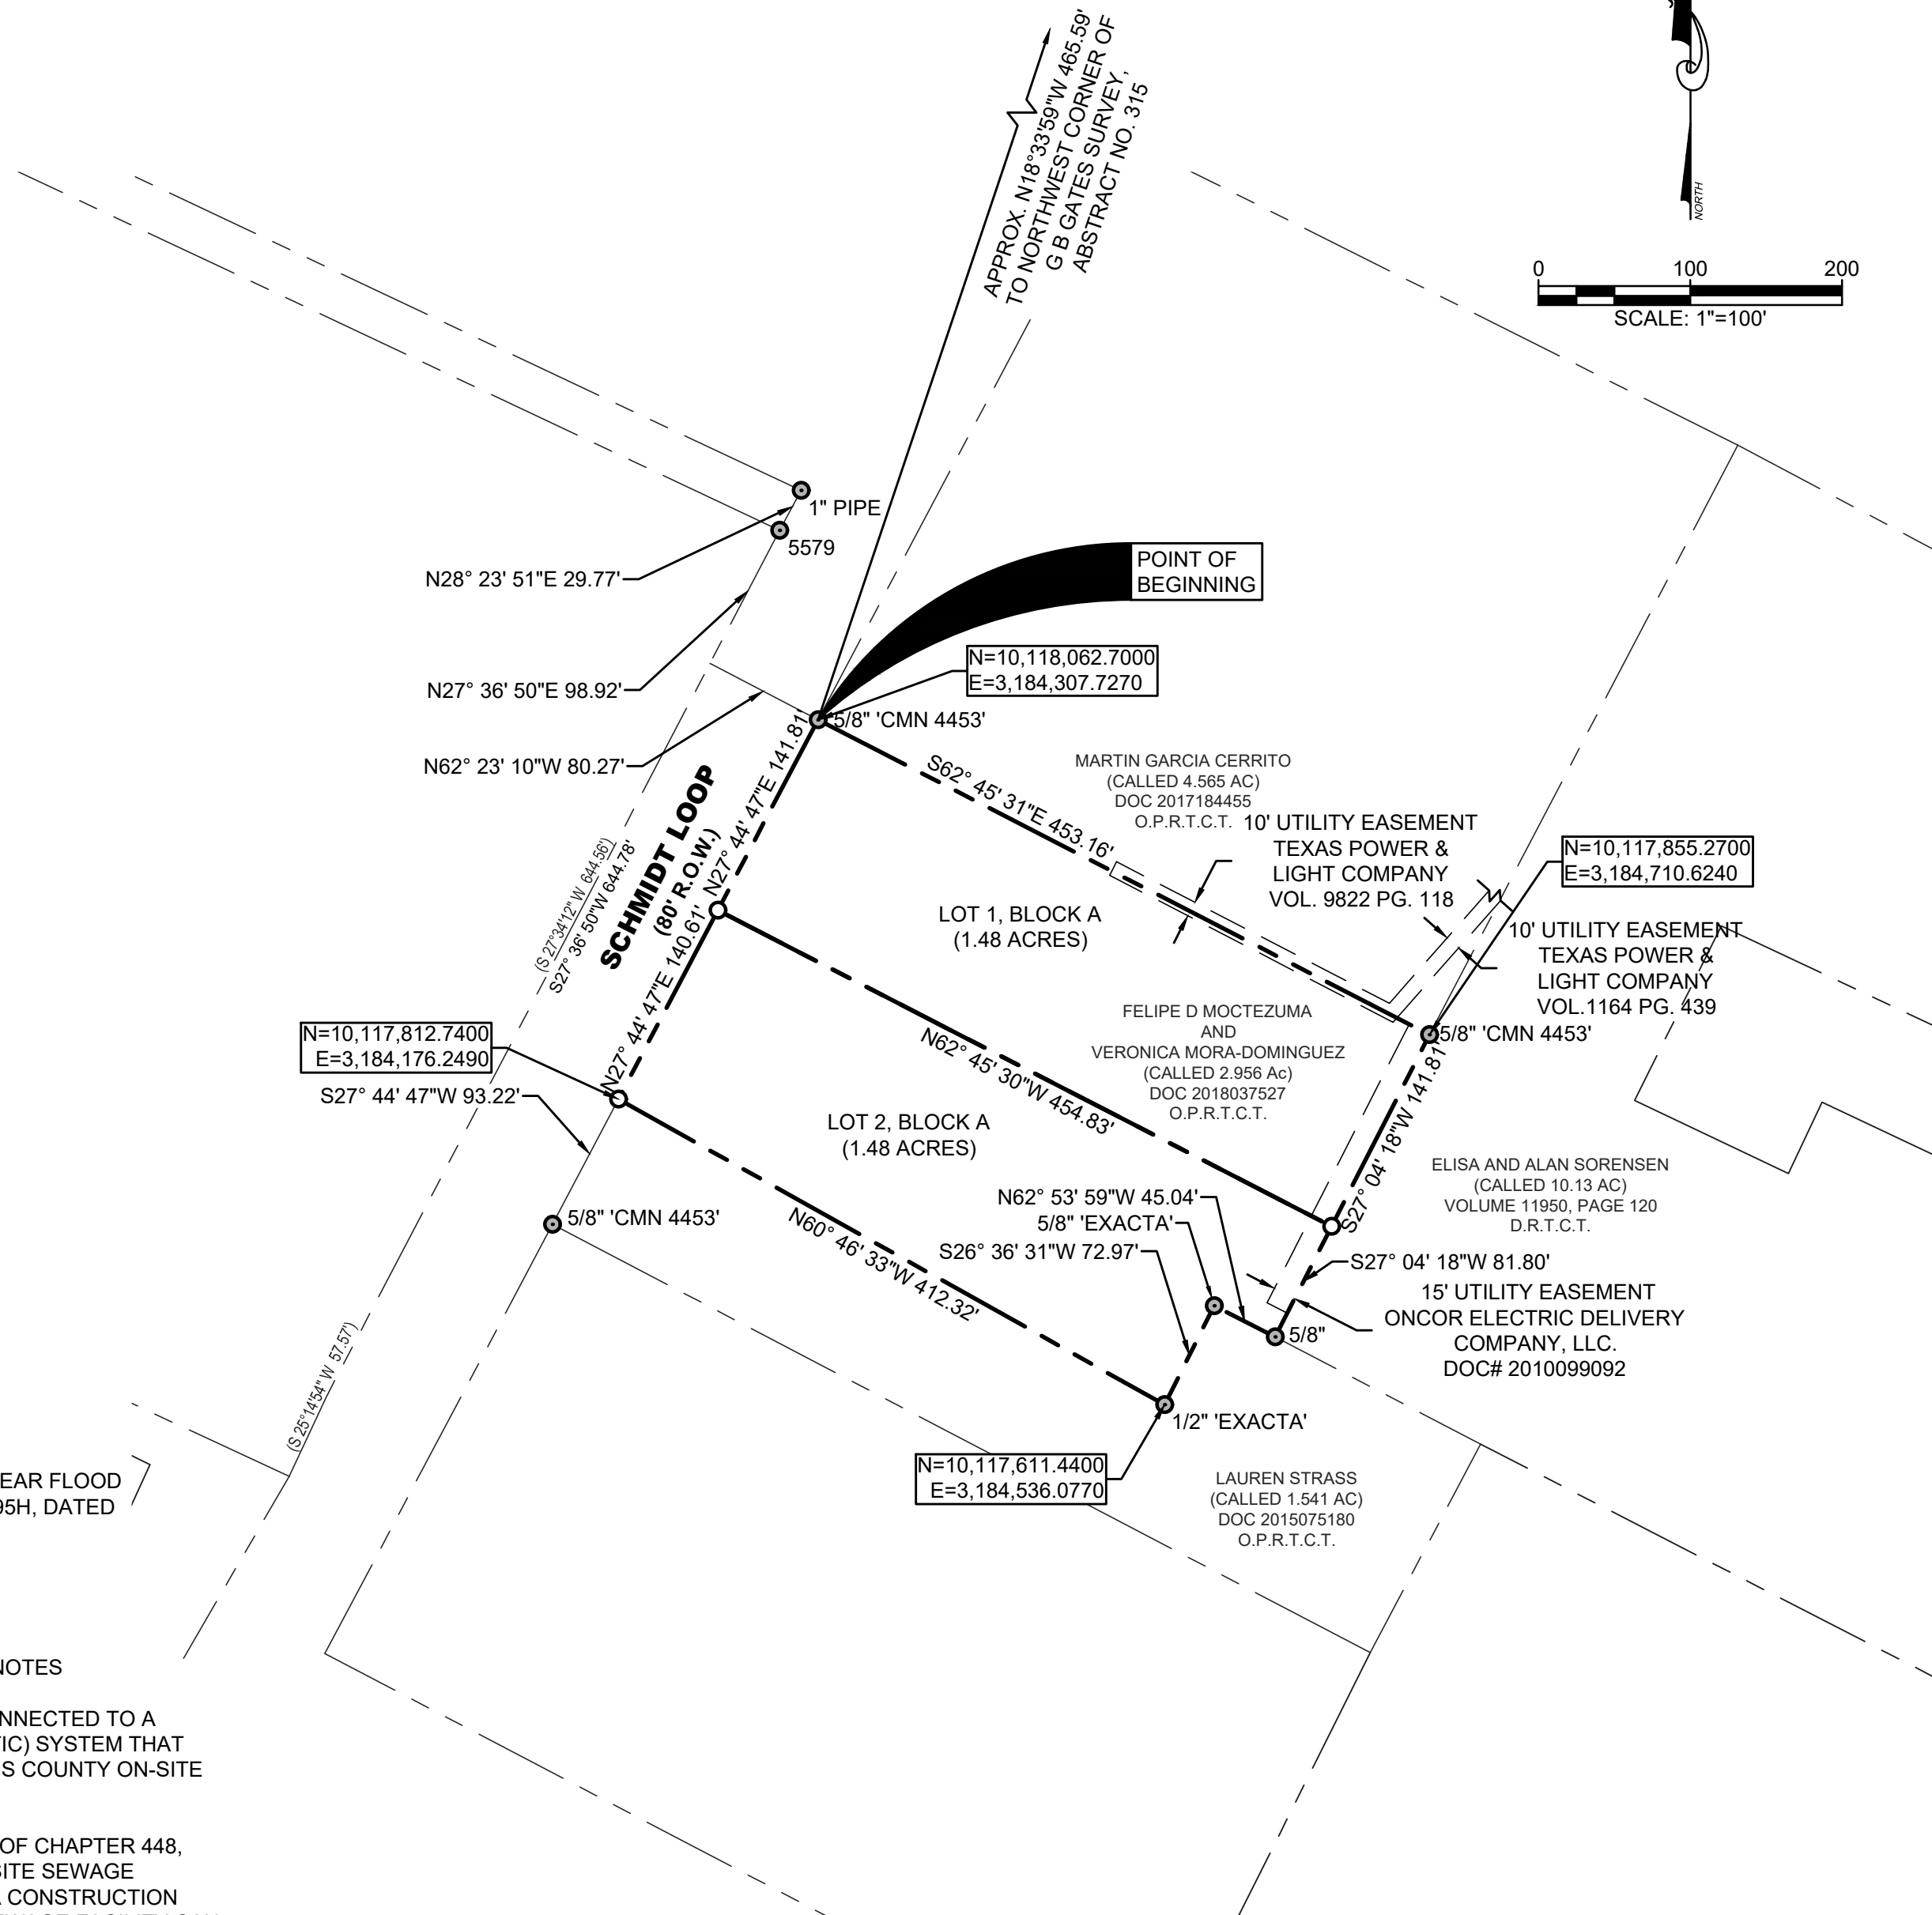 APPROX. N18°33'59"W 465.59'
TO NORTHWEST CORNER OF
G B GATES SURVEY,
ABSTRACT NO. 315
NORTH
0 100 200
SCALE: 1"=100'
1" PIPE
5579
N28° 23' 51"E 29.77'
POINT OF
BEGINNING
N=10,118,062.7000
E=3,184,307.7270
N27° 36' 50"E 98.92'
5/8" 'CMN 4453'
N62° 23' 10"W 80.27'
N27° 44' 47"E 141.81'
S62° 45' 31"E 453.16'
MARTIN GARCIA CERRITO
(CALLED 4.565 AC)
DOC 2017184455
O.P.R.T.C.T.
10' UTILITY EASEMENT
TEXAS POWER &
LIGHT COMPANY
VOL. 9822 PG. 118
N=10,117,855.2700
E=3,184,710.6240
SCHMIDT LOOP
(80' R.O.W.)
(S 27°34'12" W 644.56')
S27° 36' 50"W 644.78'
N27° 44' 47"E 140.61'
LOT 1, BLOCK A
(1.48 ACRES)
10' UTILITY EASEMENT
TEXAS POWER &
LIGHT COMPANY
VOL.1164 PG. 439
5/8" 'CMN 4453'
FELIPE D MOCTEZUMA
AND
VERONICA MORA-DOMINGUEZ
(CALLED 2.956 Ac)
DOC 2018037527
O.P.R.T.C.T.
N=10,117,812.7400
E=3,184,176.2490
S27° 44' 47"W 93.22'
N62° 45' 30"W 454.83'
S27° 04' 18"W 141.81'
LOT 2, BLOCK A
(1.48 ACRES)
ELISA AND ALAN SORENSEN
(CALLED 10.13 AC)
VOLUME 11950, PAGE 120
D.R.T.C.T.
N62° 53' 59"W 45.04'
5/8" 'EXACTA'
S26° 36' 31"W 72.97'
5/8" 'CMN 4453'
N60° 46' 33"W 412.32'
S27° 04' 18"W 81.80'
15' UTILITY EASEMENT
ONCOR ELECTRIC DELIVERY
COMPANY, LLC.
DOC# 2010099092
5/8"
1/2" 'EXACTA'
(S 25°14'54" W 57.57')
N=10,117,611.4400
E=3,184,536.0770
LAUREN STRASS
(CALLED 1.541 AC)
DOC 2015075180
O.P.R.T.C.T.
EAR FLOOD
95H, DATED
NOTES
NNECTED TO A
TIC) SYSTEM THAT
S COUNTY ON-SITE
OF CHAPTER 448,
SITE SEWAGE
A CONSTRUCTION